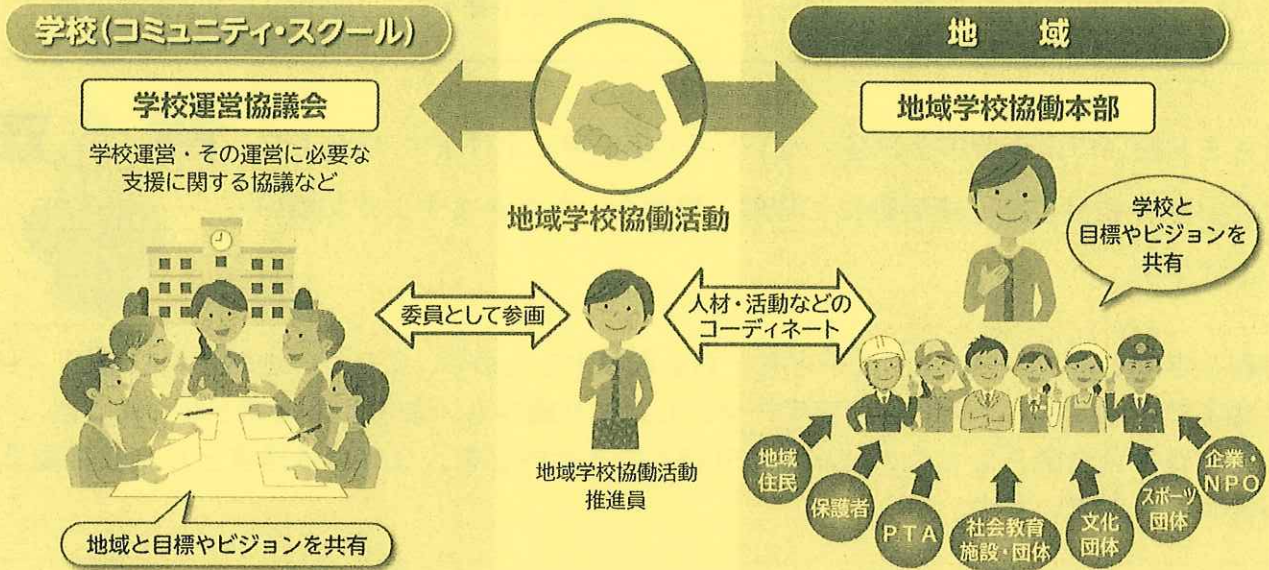 学校(コミュニティ・スクール)
学校運営協議会
学校運営・その運営に必要な
支援に関する協議など
地域と目標やビジョンを共有
地域学校協働活動
委員として参画
地域学校協働活動
推進員
人材・活動などの
コーディネート
地 域
地域学校協働本部
学校と
目標やビジョンを
共有
地域
住民
保護者
PTA
社会教育
施設・団体
文化
団体
スポーツ
団体
企業・
NPO